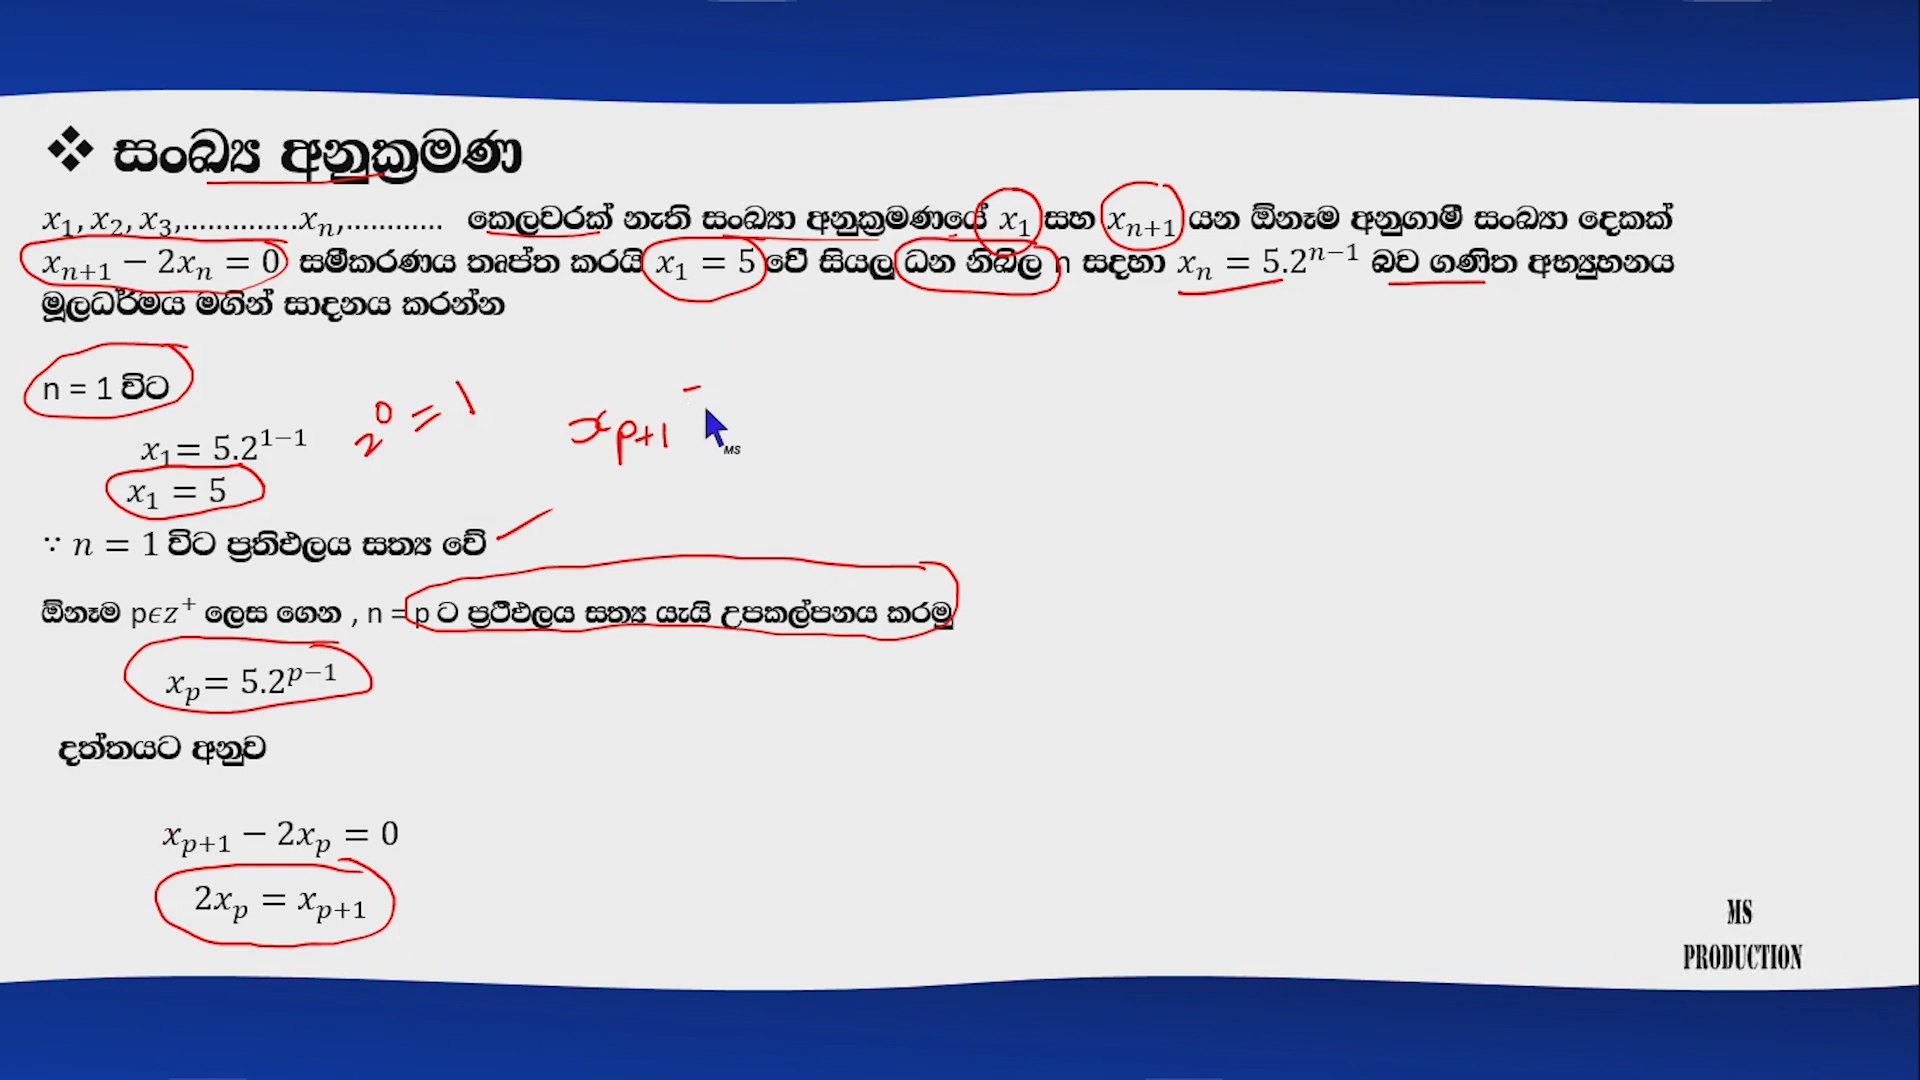 ❖ සංඛ්‍ය අනුක්‍රමණ
x₁, x₂, x₃,..............xₙ,............ කෙලවරක් නැති සංඛ්‍යා අනුක්‍රමණයේ x₁ සහ xₙ₊₁ යන ඕනෑම අනුගාමී සංඛ්‍යා දෙකක්
xₙ₊₁ − 2xₙ = 0 සමීකරණය තෘප්ත කරයි x₁ = 5 වේ සියලු ධන නිඛිල n සඳහා xₙ = 5.2ⁿ⁻¹ බව ගණිත අභ්‍යුහනය
මූලධර්මය මගින් සාදනය කරන්න
n = 1 විට
x₁= 5.2¹⁻¹
2⁰ = 1
xₚ₊₁
x₁ = 5
∵ n = 1 විට ප්‍රතිඵලය සත්‍ය වේ
ඕනෑම pϵz⁺ ලෙස ගෙන , n = p ට ප්‍රථිඵලය සත්‍ය යැයි උපකල්පනය කරමු
xₚ= 5.2ᵖ⁻¹
දත්තයට අනුව
xₚ₊₁ − 2xₚ = 0
2xₚ = xₚ₊₁
MS
MS
PRODUCTION